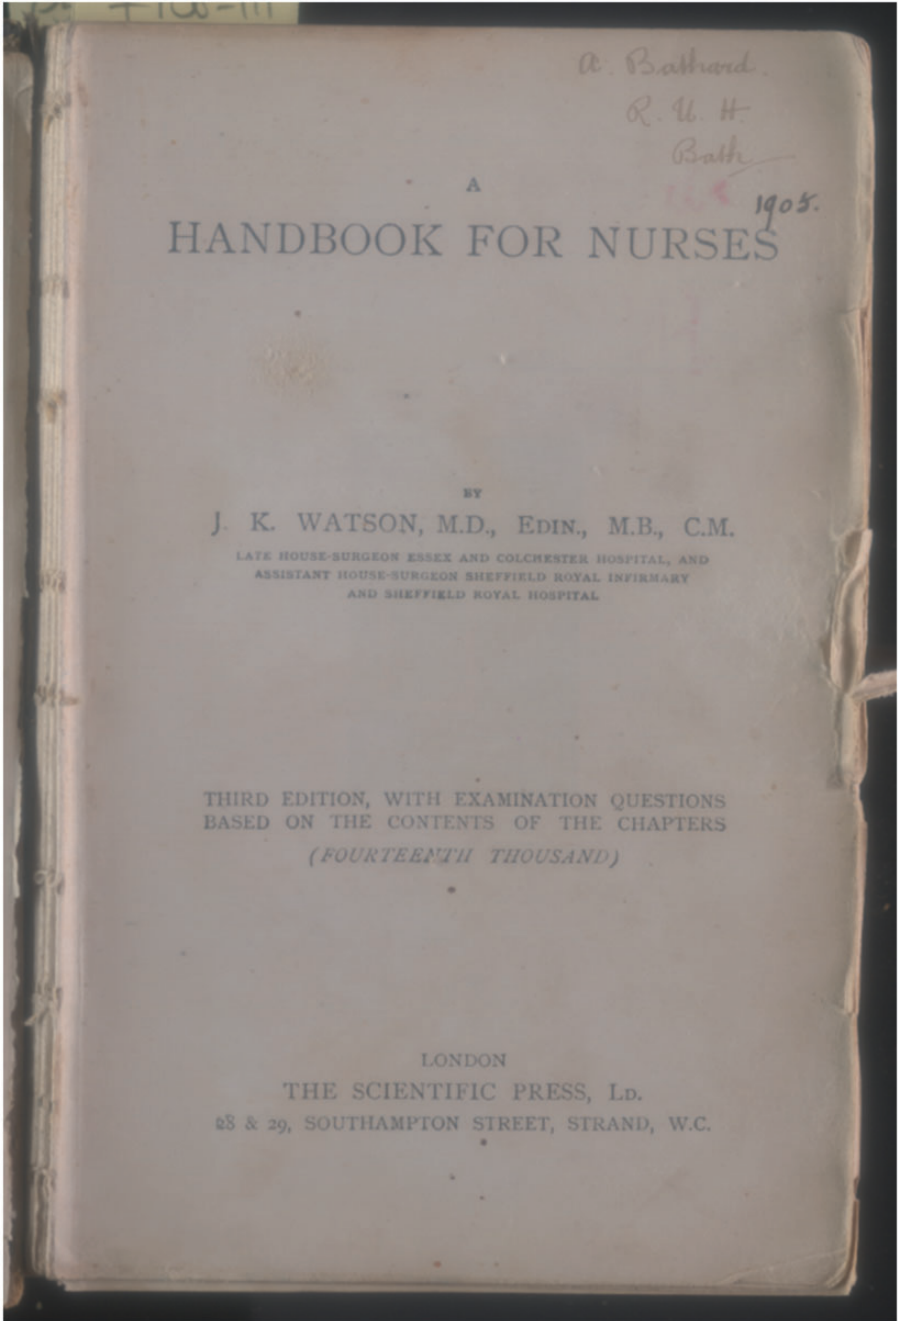 A. Bathard.
R. U. H.
Bath
1905.
A
HANDBOOK FOR NURSES
BY
J. K. WATSON, M.D., EDIN., M.B., C.M.
LATE HOUSE-SURGEON ESSEX AND COLCHESTER HOSPITAL, AND
ASSISTANT HOUSE-SURGEON SHEFFIELD ROYAL INFIRMARY
AND SHEFFIELD ROYAL HOSPITAL
THIRD EDITION, WITH EXAMINATION QUESTIONS
BASED ON THE CONTENTS OF THE CHAPTERS
(FOURTEENTH THOUSAND)
LONDON
THE SCIENTIFIC PRESS, LD.
28 & 29, SOUTHAMPTON STREET, STRAND, W.C.